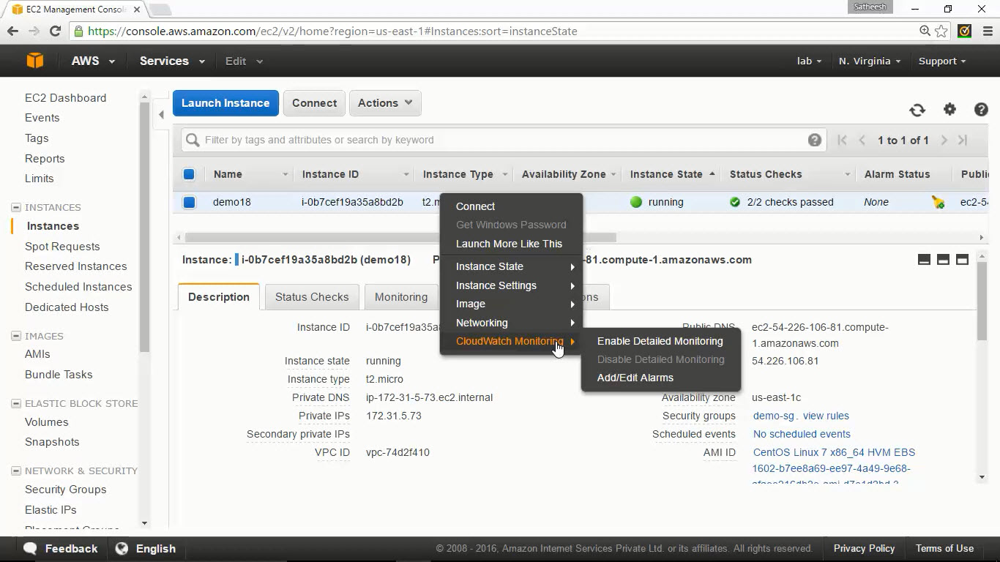 EC2 Management Consol
Satheesh
https://console.aws.amazon.com/ec2/v2/home?region=us-east-1#Instances:sort=instanceState
AWS Services Edit lab N. Virginia Support
EC2 Dashboard
Events
Tags
Reports
Limits
INSTANCES
Instances
Spot Requests
Reserved Instances
Scheduled Instances
Dedicated Hosts
IMAGES
AMIs
Bundle Tasks
ELASTIC BLOCK STORE
Volumes
Snapshots
NETWORK & SECURITY
Security Groups
Elastic IPs
Placement Groups
Launch Instance Connect Actions
Filter by tags and attributes or search by keyword
1 to 1 of 1
Name Instance ID Instance Type Availability Zone Instance State Status Checks Alarm Status Public
demo18 i-0b7cef19a35a8bd2b t2.m running 2/2 checks passed None ec2-5
Connect
Get Windows Password
Launch More Like This
Instance State
Instance Settings
Image
Networking
CloudWatch Monitoring
Enable Detailed Monitoring
Disable Detailed Monitoring
Add/Edit Alarms
Instance: i-0b7cef19a35a8bd2b (demo18) P -81.compute-1.amazonaws.com
Description Status Checks Monitoring ons
Instance ID i-0b7cef19a35a
Instance state running
Instance type t2.micro
Private DNS ip-172-31-5-73.ec2.internal
Private IPs 172.31.5.73
Secondary private IPs
VPC ID vpc-74d2f410
Public DNS ec2-54-226-106-81.compute-
1.amazonaws.com
54.226.106.81
Availability zone us-east-1c
Security groups demo-sg . view rules
Scheduled events No scheduled events
AMI ID CentOS Linux 7 x86_64 HVM EBS
1602-b7ee8a69-ee97-4a49-9e68-
Feedback English © 2008 - 2016, Amazon Internet Services Private Ltd. or its affiliates. All rights reserved. Privacy Policy Terms of Use